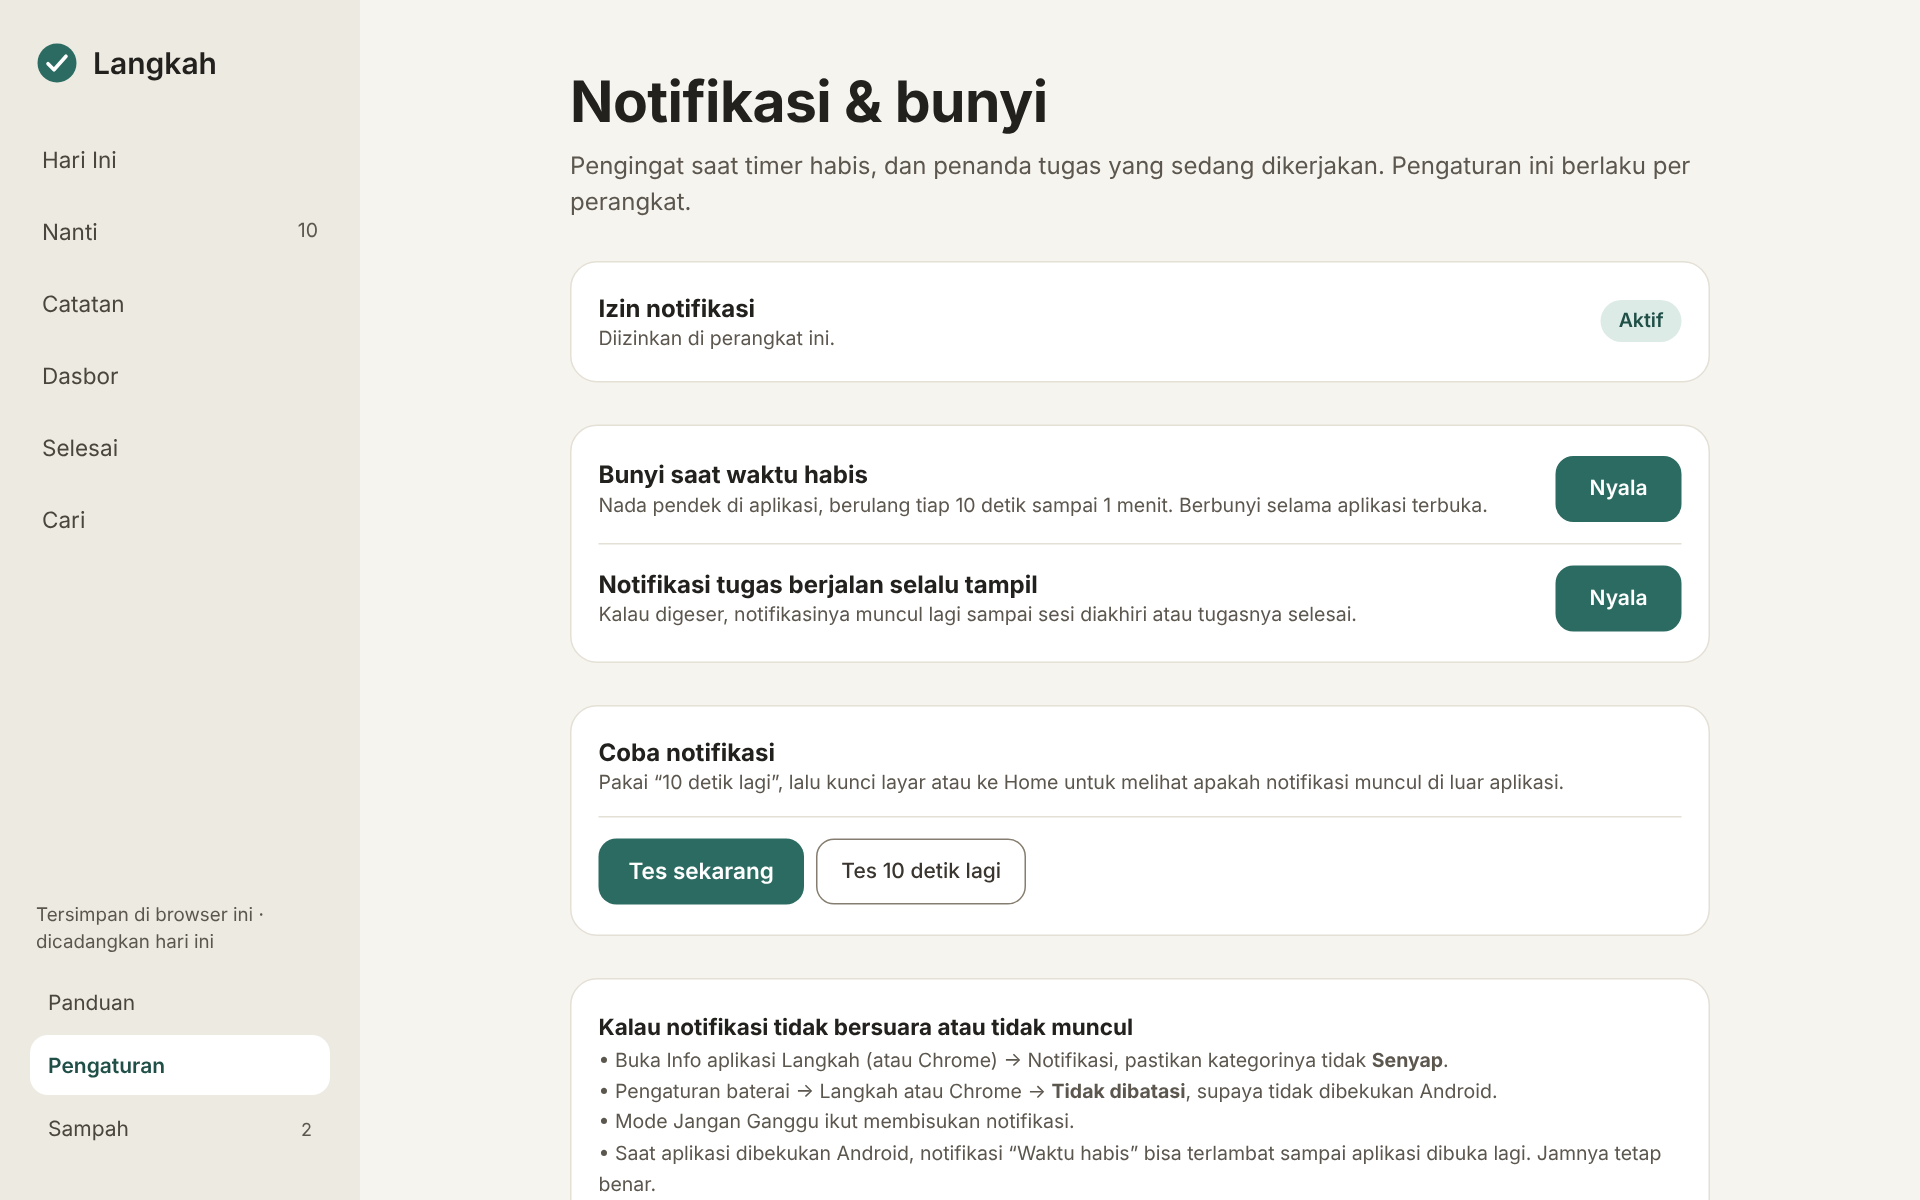 Langkah
Hari Ini
Nanti 10
Catatan
Dasbor
Selesai
Cari
Tersimpan di browser ini ·
dicadangkan hari ini
Panduan
Pengaturan
Sampah 2
Notifikasi & bunyi
Pengingat saat timer habis, dan penanda tugas yang sedang dikerjakan. Pengaturan ini berlaku per
perangkat.
Izin notifikasi
Diizinkan di perangkat ini.
Aktif
Bunyi saat waktu habis
Nada pendek di aplikasi, berulang tiap 10 detik sampai 1 menit. Berbunyi selama aplikasi terbuka.
Nyala
Notifikasi tugas berjalan selalu tampil
Kalau digeser, notifikasinya muncul lagi sampai sesi diakhiri atau tugasnya selesai.
Nyala
Coba notifikasi
Pakai “10 detik lagi”, lalu kunci layar atau ke Home untuk melihat apakah notifikasi muncul di luar aplikasi.
Tes sekarang
Tes 10 detik lagi
Kalau notifikasi tidak bersuara atau tidak muncul
• Buka Info aplikasi Langkah (atau Chrome) → Notifikasi, pastikan kategorinya tidak Senyap.
• Pengaturan baterai → Langkah atau Chrome → Tidak dibatasi, supaya tidak dibekukan Android.
• Mode Jangan Ganggu ikut membisukan notifikasi.
• Saat aplikasi dibekukan Android, notifikasi “Waktu habis” bisa terlambat sampai aplikasi dibuka lagi. Jamnya tetap
benar.